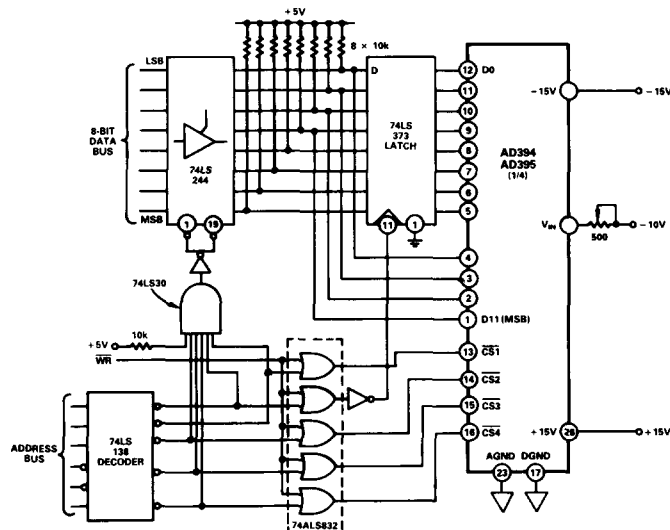 +5V
8 × 10k
LSB
8-BIT
DATA
BUS
MSB
74LS
244
1
19
D
74LS
373
LATCH
11
1
12
D0
11
10
9
8
7
6
5
4
3
2
1
D11 (MSB)
13
CS1
14
CS2
15
CS3
16
CS4
AD394
AD395
(1/4)
-15V
-15V
VIN
500
-10V
+15V
26
+15V
AGND
DGND
23
17
74LS30
+5V
10k
WR
ADDRESS
BUS
74LS
138
DECODER
74ALS832